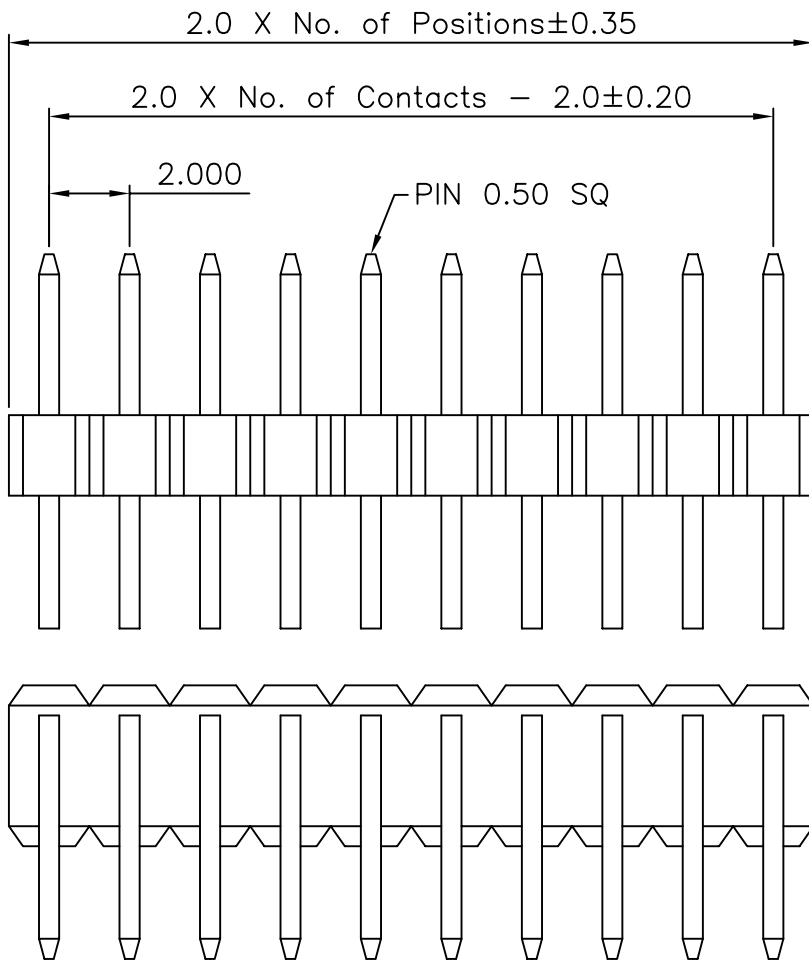 2.0 X No. of Positions±0.35
2.0 X No. of Contacts - 2.0±0.20
2.000
PIN 0.50 SQ